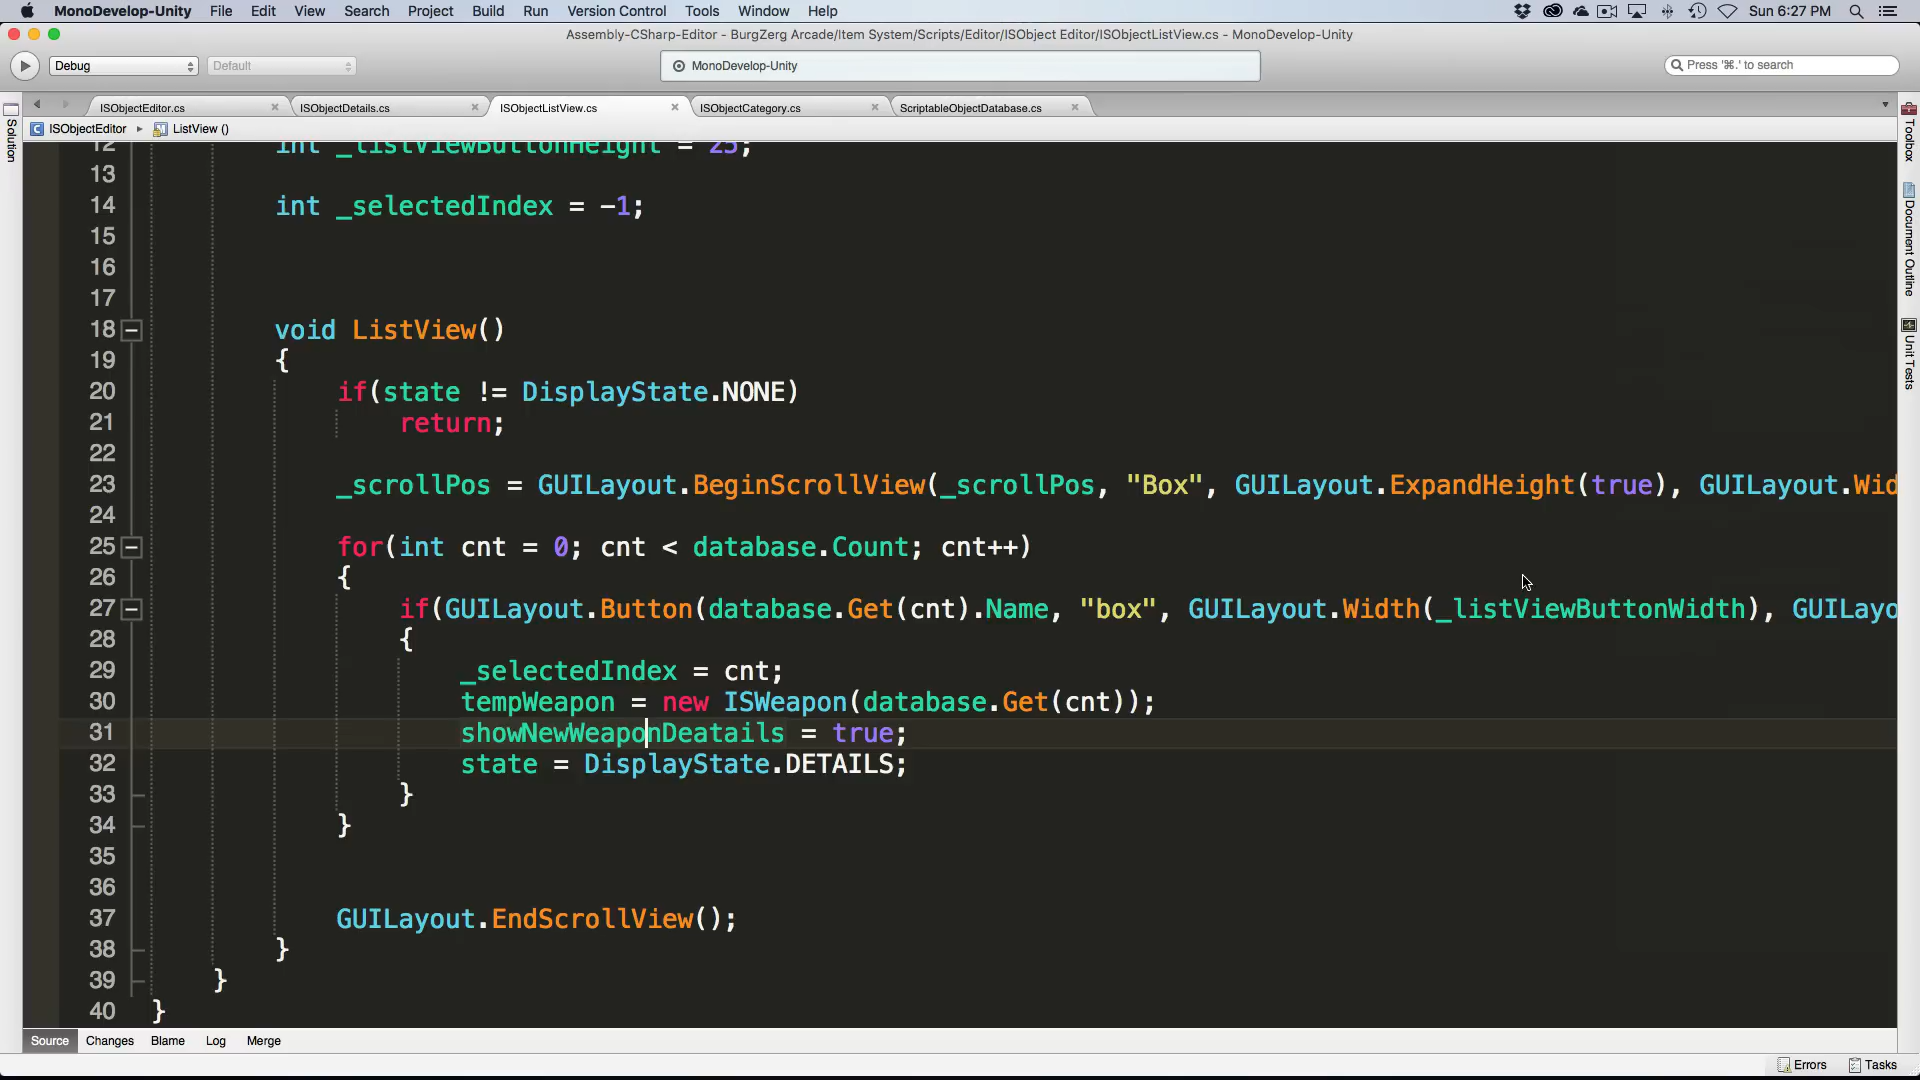 MonoDevelop-Unity File Edit View Search Project Build Run Version Control Tools Window Help Sun 6:27 PM
Assembly-CSharp-Editor - BurgZerg Arcade/Item System/Scripts/Editor/ISObject Editor/ISObjectListView.cs - MonoDevelop-Unity
Debug Default MonoDevelop-Unity Press '⌘.' to search
ISObjectEditor.cs ISObjectDetails.cs ISObjectListView.cs ISObjectCategory.cs ScriptableObjectDatabase.cs
ISObjectEditor ListView ()
Solution
Toolbox
Document Outline
Unit Tests
12 int _listViewButtonHeight = 25;
13
14 int _selectedIndex = -1;
15
16
17
18 void ListView()
19 {
20 if(state != DisplayState.NONE)
21 return;
22
23 _scrollPos = GUILayout.BeginScrollView(_scrollPos, "Box", GUILayout.ExpandHeight(true), GUILayout.Wid
24
25 for(int cnt = 0; cnt < database.Count; cnt++)
26 {
27 if(GUILayout.Button(database.Get(cnt).Name, "box", GUILayout.Width(_listViewButtonWidth), GUILayo
28 {
29 _selectedIndex = cnt;
30 tempWeapon = new ISWeapon(database.Get(cnt));
31 showNewWeaponDeatails = true;
32 state = DisplayState.DETAILS;
33 }
34 }
35
36
37 GUILayout.EndScrollView();
38 }
39 }
40 }
Source Changes Blame Log Merge
Errors Tasks